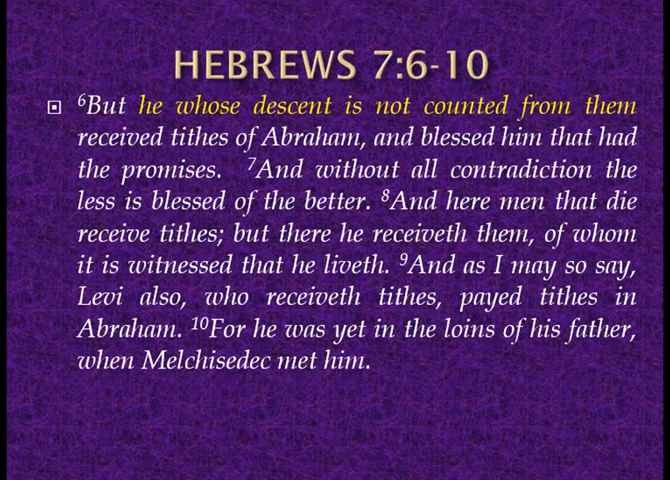 HEBREWS 7:6-10
⁶But he whose descent is not counted from them
received tithes of Abraham, and blessed him that had
the promises. ⁷And without all contradiction the
less is blessed of the better. ⁸And here men that die
receive tithes; but there he receiveth them, of whom
it is witnessed that he liveth. ⁹And as I may so say,
Levi also, who receiveth tithes, payed tithes in
Abraham. ¹⁰For he was yet in the loins of his father,
when Melchisedec met him.